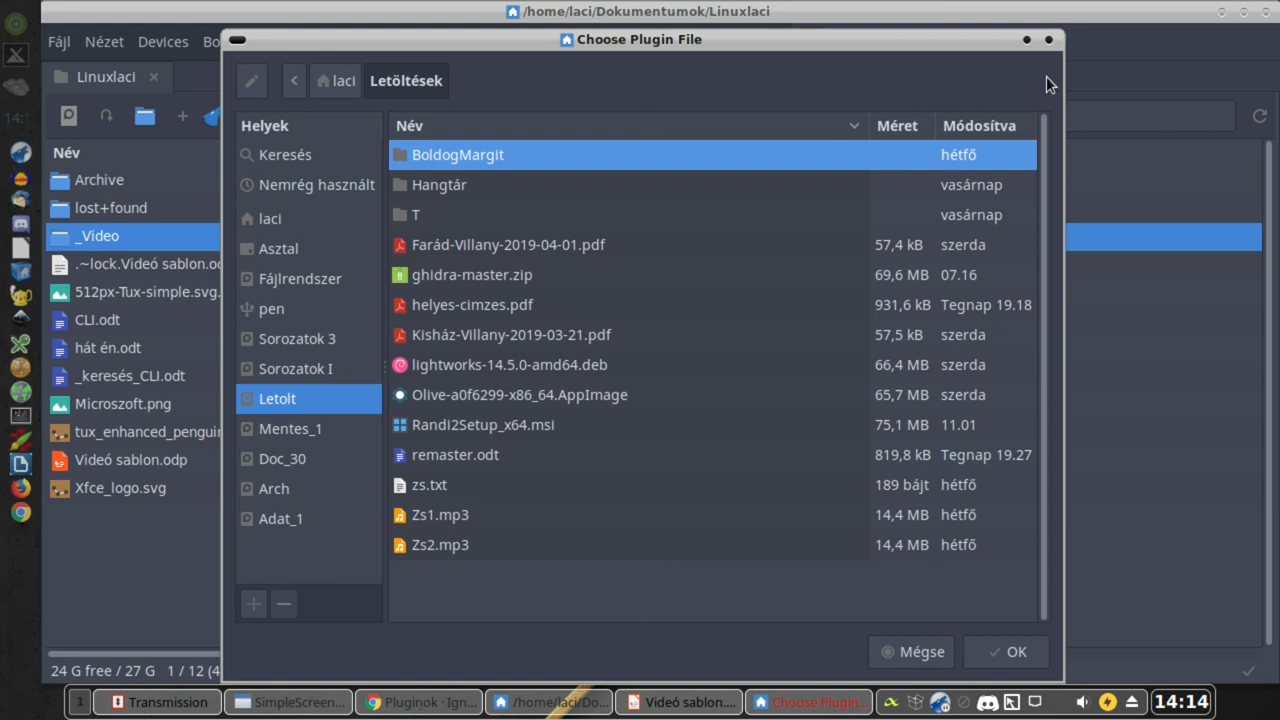 /home/laci/Dokumentumok/Linuxlaci
Choose Plugin File
Fájl Nézet Devices Bo
Linuxlaci
laci Letöltések
Helyek
Keresés
Nemrég használt
laci
Asztal
Fájlrendszer
pen
Sorozatok 3
Sorozatok I
Letolt
Mentes_1
Doc_30
Arch
Adat_1
Név Méret Módosítva
BoldogMargit hétfő
Hangtár vasárnap
T vasárnap
Farád-Villany-2019-04-01.pdf 57,4 kB szerda
ghidra-master.zip 69,6 MB 07.16
helyes-cimzes.pdf 931,6 kB Tegnap 19.18
Kisház-Villany-2019-03-21.pdf 57,5 kB szerda
lightworks-14.5.0-amd64.deb 66,4 MB szerda
Olive-a0f6299-x86_64.AppImage 65,7 MB szerda
Randi2Setup_x64.msi 75,1 MB 11.01
remaster.odt 819,8 kB Tegnap 19.27
zs.txt 189 bájt hétfő
Zs1.mp3 14,4 MB hétfő
Zs2.mp3 14,4 MB hétfő
Mégse OK
Név
Archive
lost+found
_Video
.~lock.Videó sablon.od
512px-Tux-simple.svg.
CLI.odt
hát én.odt
_keresés_CLI.odt
Microszoft.png
tux_enhanced_penguir
Videó sablon.odp
Xfce_logo.svg
24 G free / 27 G 1 / 12 (4
1 Transmission SimpleScreen... Pluginok · Ign... /home/laci/Do... Videó sablon.... Choose Plugin... 14:14